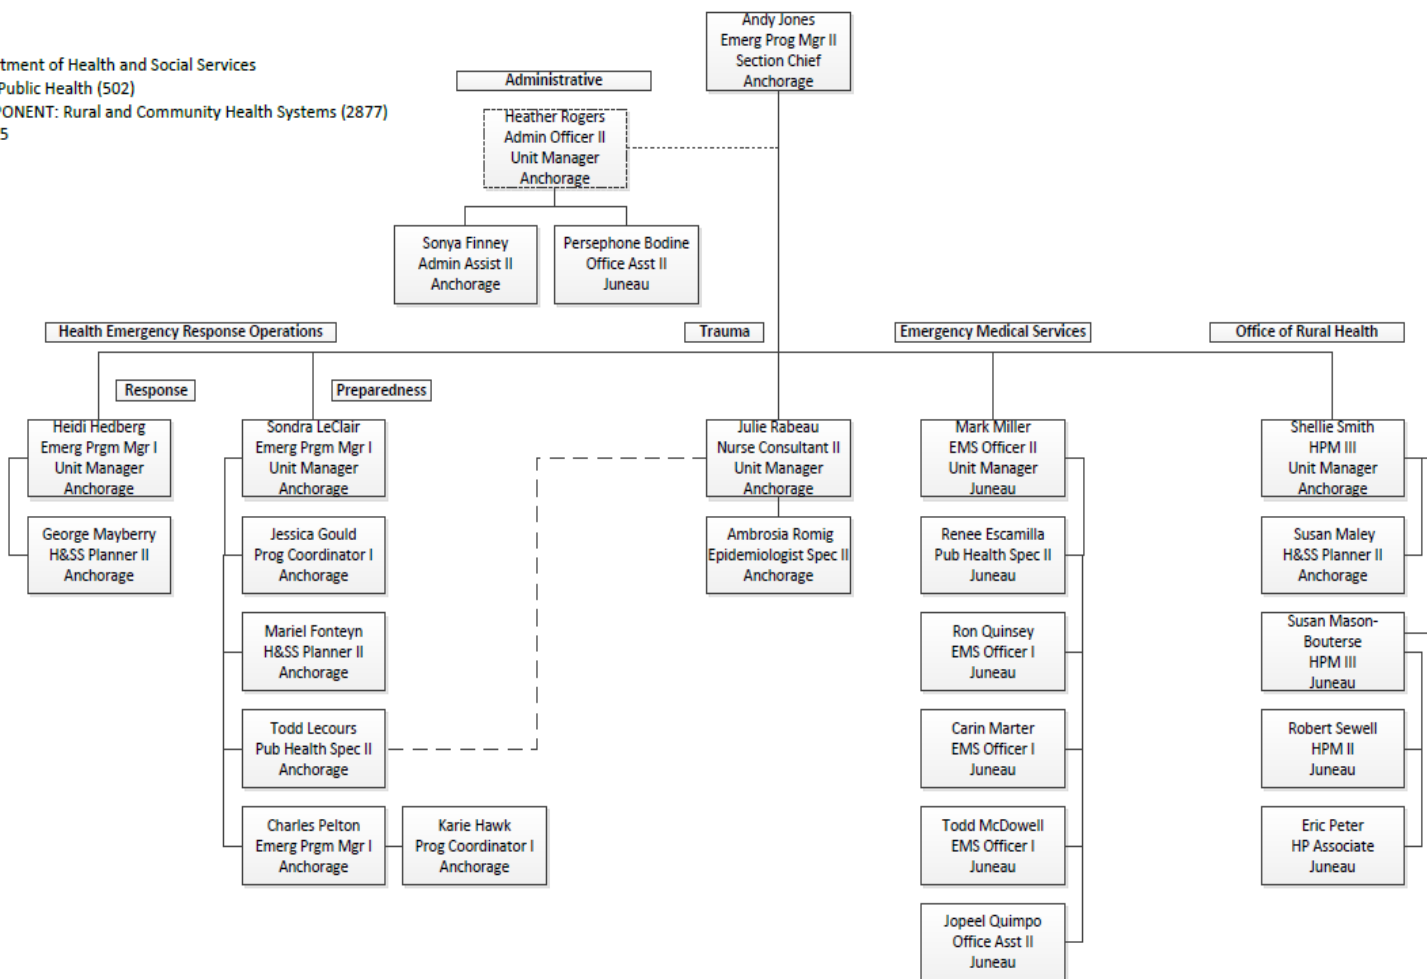 Andy Jones
Emerg Prog Mgr II
Section Chief
Anchorage
tment of Health and Social Services
Public Health (502)
PONENT: Rural and Community Health Systems (2877)
5
Administrative
Heather Rogers
Admin Officer II
Unit Manager
Anchorage
Sonya Finney
Admin Assist II
Anchorage
Persephone Bodine
Office Asst II
Juneau
Health Emergency Response Operations
Trauma
Emergency Medical Services
Office of Rural Health
Response
Preparedness
Heidi Hedberg
Emerg Prgm Mgr I
Unit Manager
Anchorage
George Mayberry
H&SS Planner II
Anchorage
Sondra LeClair
Emerg Prgm Mgr I
Unit Manager
Anchorage
Jessica Gould
Prog Coordinator I
Anchorage
Mariel Fonteyn
H&SS Planner II
Anchorage
Todd Lecours
Pub Health Spec II
Anchorage
Charles Pelton
Emerg Prgm Mgr I
Anchorage
Karie Hawk
Prog Coordinator I
Anchorage
Julie Rabeau
Nurse Consultant II
Unit Manager
Anchorage
Ambrosia Romig
Epidemiologist Spec II
Anchorage
Mark Miller
EMS Officer II
Unit Manager
Juneau
Renee Escamilla
Pub Health Spec II
Juneau
Ron Quinsey
EMS Officer I
Juneau
Carin Marter
EMS Officer I
Juneau
Todd McDowell
EMS Officer I
Juneau
Jopeel Quimpo
Office Asst II
Juneau
Shellie Smith
HPM III
Unit Manager
Anchorage
Susan Maley
H&SS Planner II
Anchorage
Susan Mason-
Bouterse
HPM III
Juneau
Robert Sewell
HPM II
Juneau
Eric Peter
HP Associate
Juneau